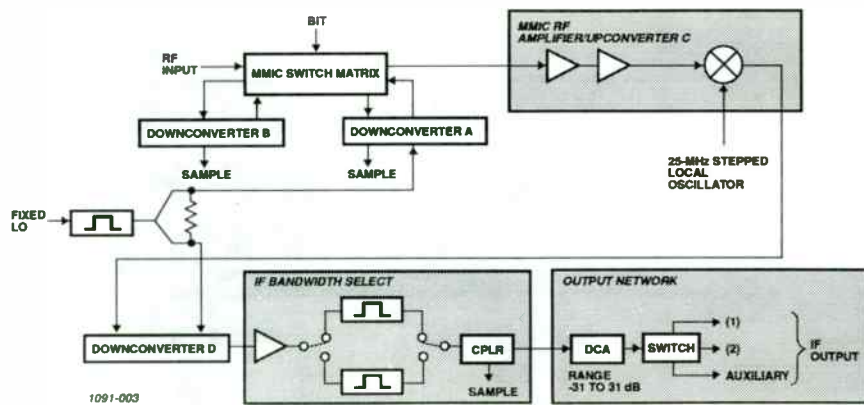 BIT
RF
INPUT
MMIC SWITCH MATRIX
MMIC RF
AMPLIFIER/UPCONVERTER C
DOWNCONVERTER B
DOWNCONVERTER A
SAMPLE
SAMPLE
25-MHz STEPPED
LOCAL
OSCILLATOR
FIXED
LO
IF BANDWIDTH SELECT
OUTPUT NETWORK
DOWNCONVERTER D
CPLR
SAMPLE
DCA
RANGE
-31 TO 31 dB
SWITCH
(1)
(2)
AUXILIARY
IF
OUTPUT
1091-003